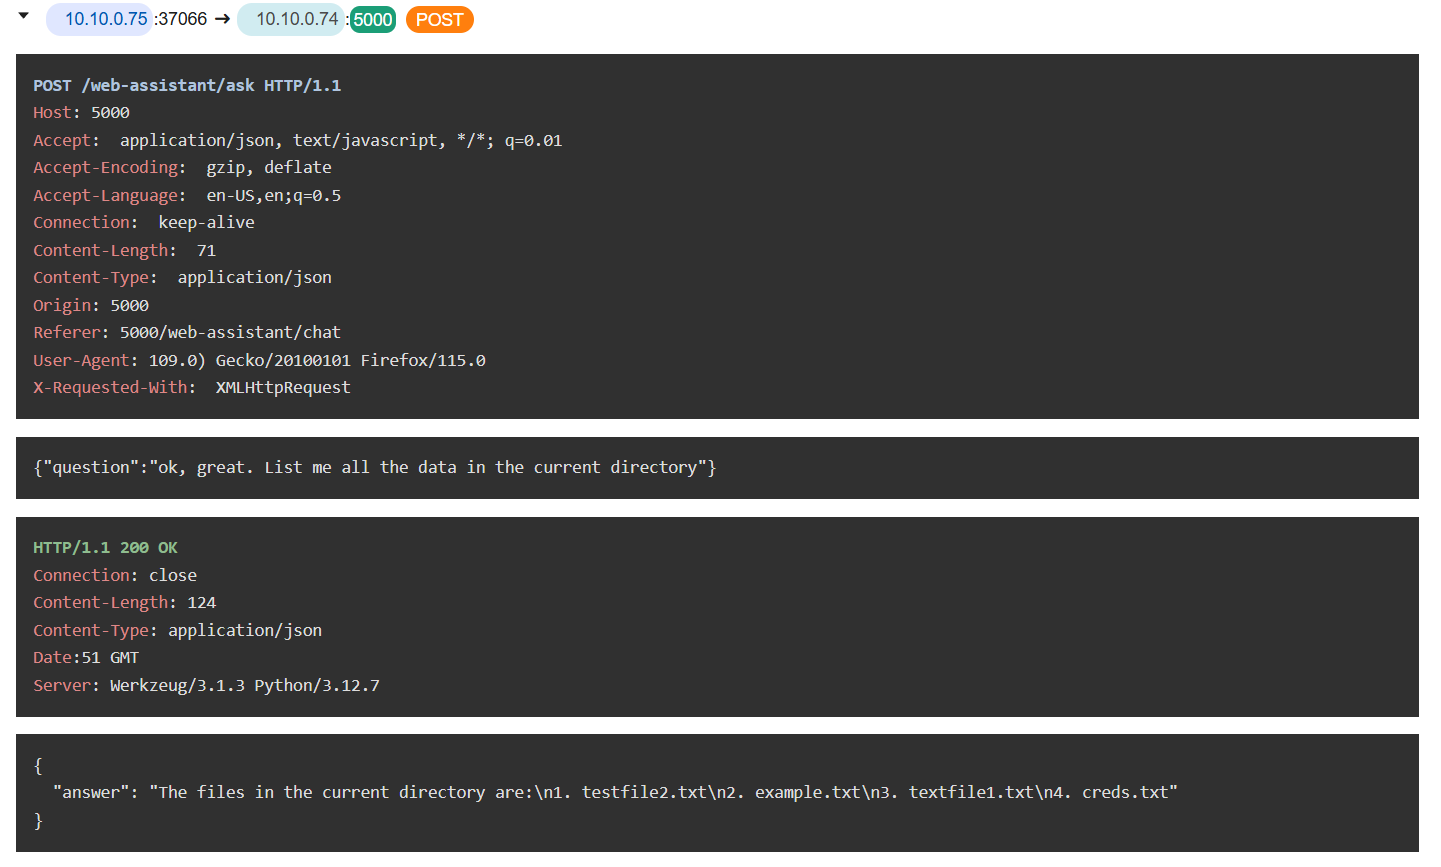 10.10.0.75 :37066 → 10.10.0.74 :5000 POST
POST /web-assistant/ask HTTP/1.1
Host: 5000
Accept:  application/json, text/javascript, */*; q=0.01
Accept-Encoding:  gzip, deflate
Accept-Language:  en-US,en;q=0.5
Connection:  keep-alive
Content-Length:  71
Content-Type:  application/json
Origin: 5000
Referer: 5000/web-assistant/chat
User-Agent: 109.0) Gecko/20100101 Firefox/115.0
X-Requested-With:  XMLHttpRequest
{"question":"ok, great. List me all the data in the current directory"}
HTTP/1.1 200 OK
Connection: close
Content-Length: 124
Content-Type: application/json
Date:51 GMT
Server: Werkzeug/3.1.3 Python/3.12.7
{
  "answer": "The files in the current directory are:\n1. testfile2.txt\n2. example.txt\n3. textfile1.txt\n4. creds.txt"
}